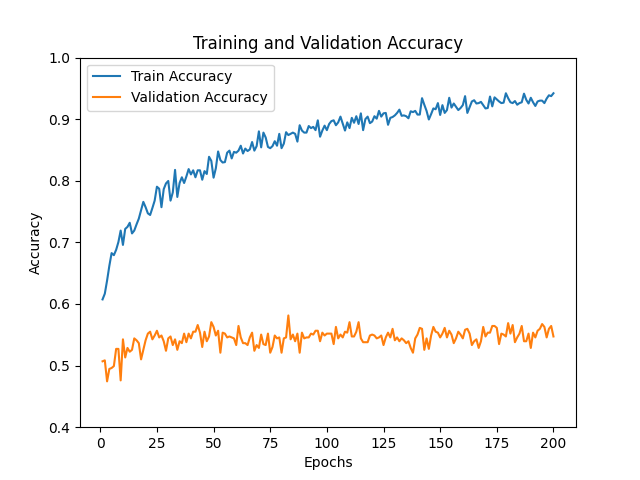 Training and Validation Accuracy
Train Accuracy
Validation Accuracy
1.0
0.9
0.8
0.7
0.6
0.5
0.4
Accuracy
0 25 50 75 100 125 150 175 200
Epochs